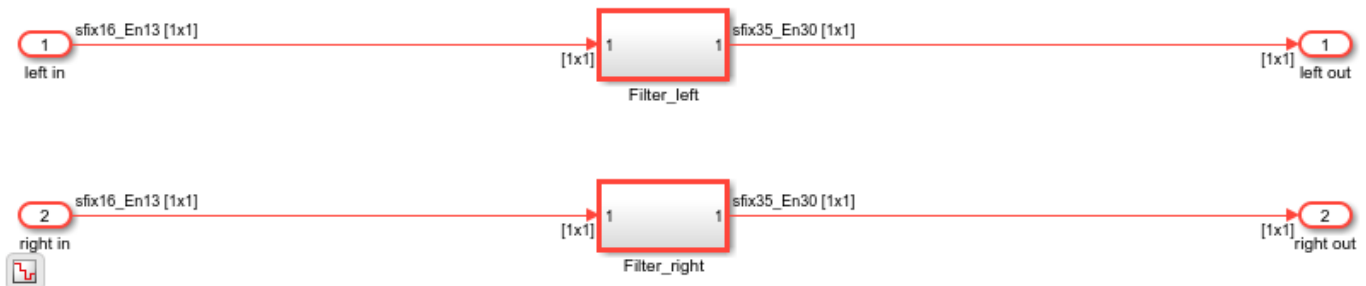 sfix16_En13 [1x1]
1
left in
[1x1]
1
1
Filter_left
sfix35_En30 [1x1]
[1x1]
1
left out
sfix16_En13 [1x1]
2
right in
[1x1]
1
1
Filter_right
sfix35_En30 [1x1]
[1x1]
2
right out